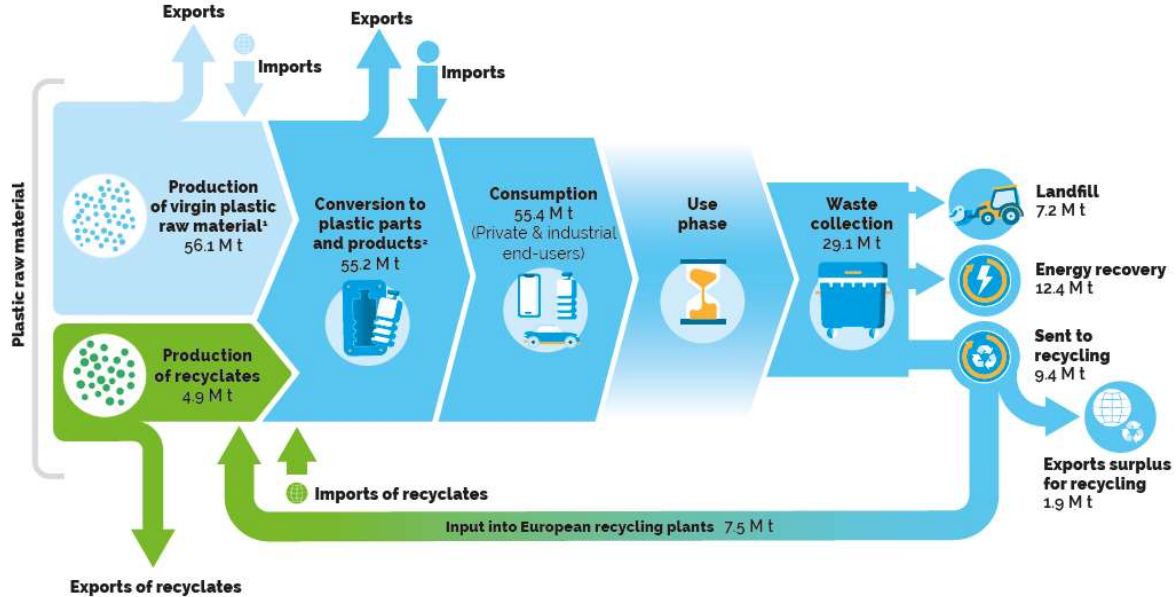 Exports
Imports
Exports
Imports
Plastic raw material
Production
of virgin plastic
raw material¹
56.1 M t
Conversion to
plastic parts
and products²
55.2 M t
Consumption
55.4 M t
(Private & industrial
end-users)
Use
phase
Waste
collection
29.1 M t
Landfill
7.2 M t
Energy recovery
12.4 M t
Sent to
recycling
9.4 M t
Exports surplus
for recycling
1.9 M t
Production
of recyclates
4.9 M t
Imports of recyclates
Input into European recycling plants 7.5 M t
Exports of recyclates